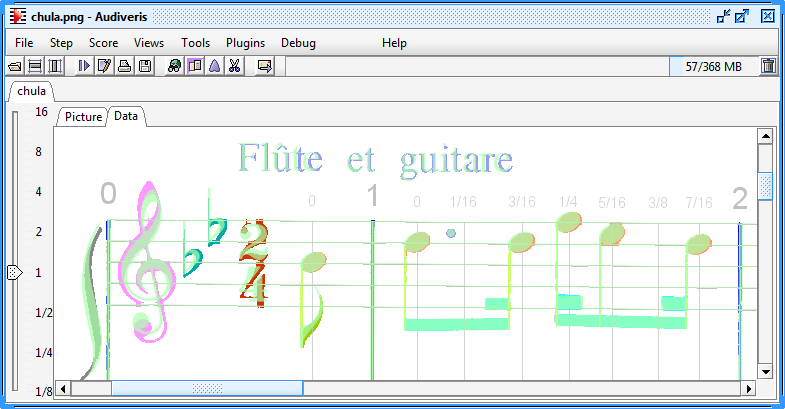 chula.png - Audiveris
File Step Score Views Tools Plugins Debug Help
57/368 MB
chula
Picture Data
16
8
4
2
1
1/2
1/4
1/8
Flûte et guitare
0 0 1 0 1/16 3/16 1/4 5/16 3/8 7/16 2
2
4